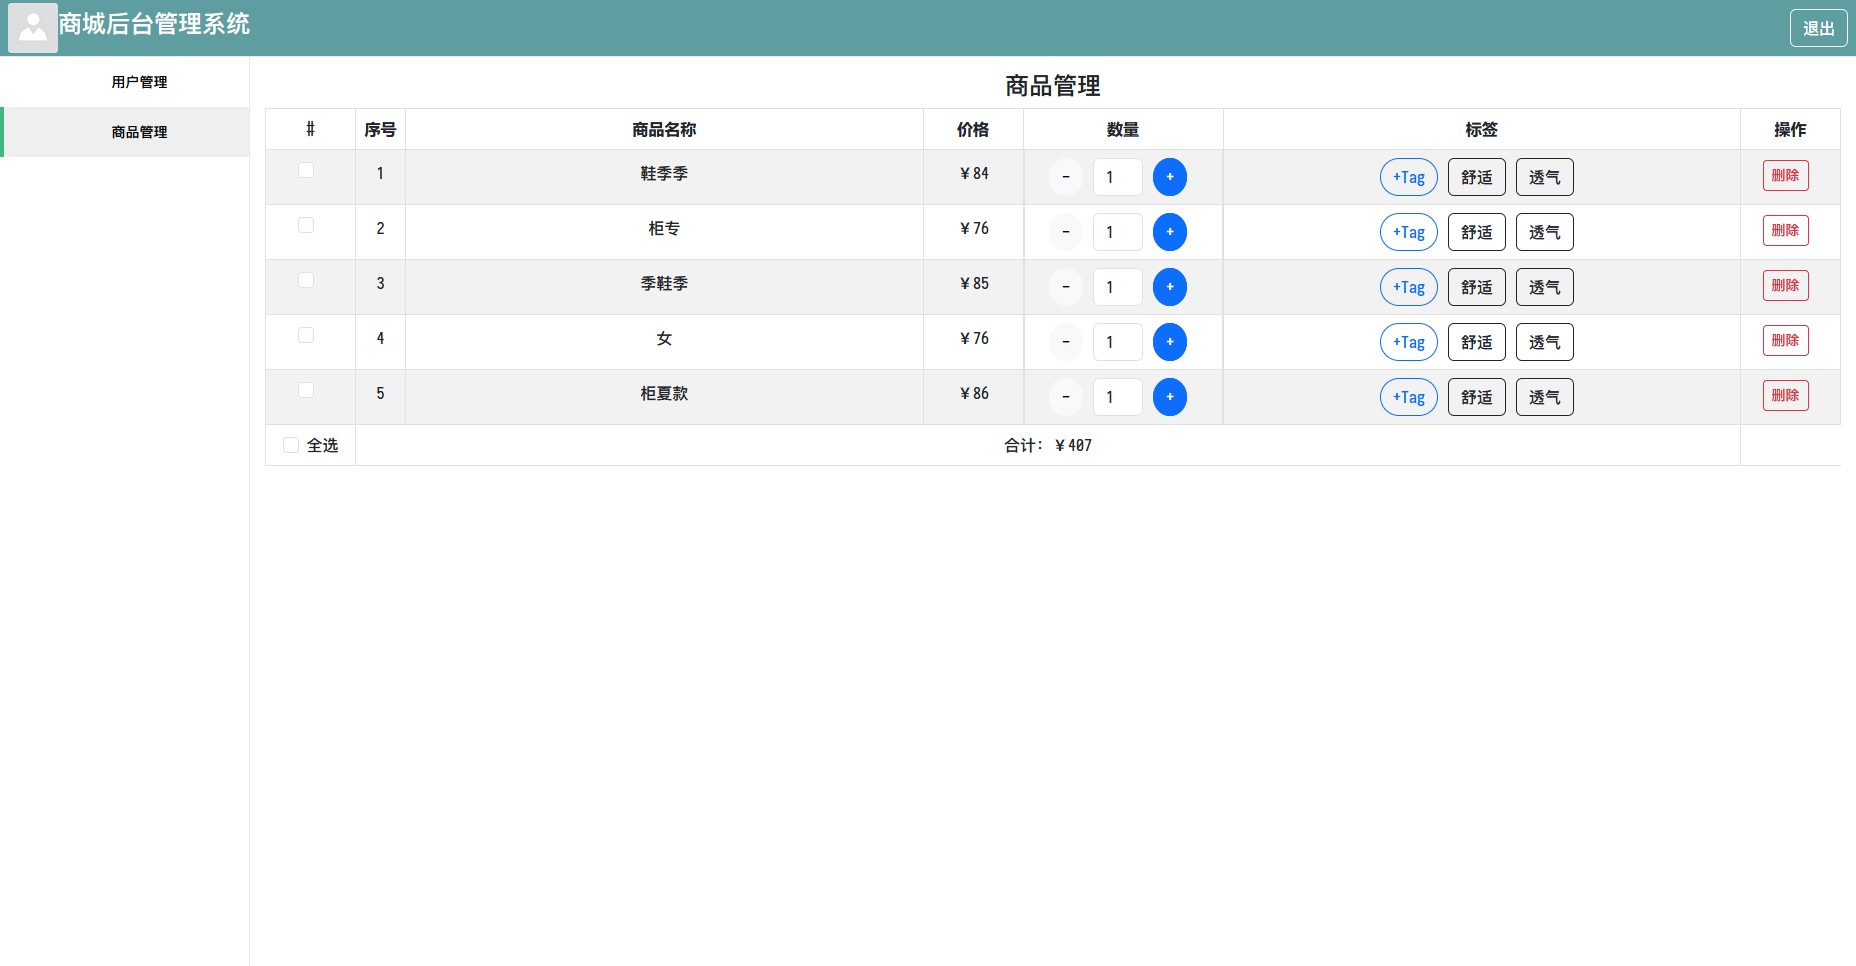 商城后台管理系统 退出
用户管理
商品管理
商品管理
# 序号 商品名称 价格 数量 标签 操作
1 鞋季季 ¥84 - 1 + +Tag 舒适 透气 删除
2 柜专 ¥76 - 1 + +Tag 舒适 透气 删除
3 季鞋季 ¥85 - 1 + +Tag 舒适 透气 删除
4 女 ¥76 - 1 + +Tag 舒适 透气 删除
5 柜夏款 ¥86 - 1 + +Tag 舒适 透气 删除
全选 合计：¥407